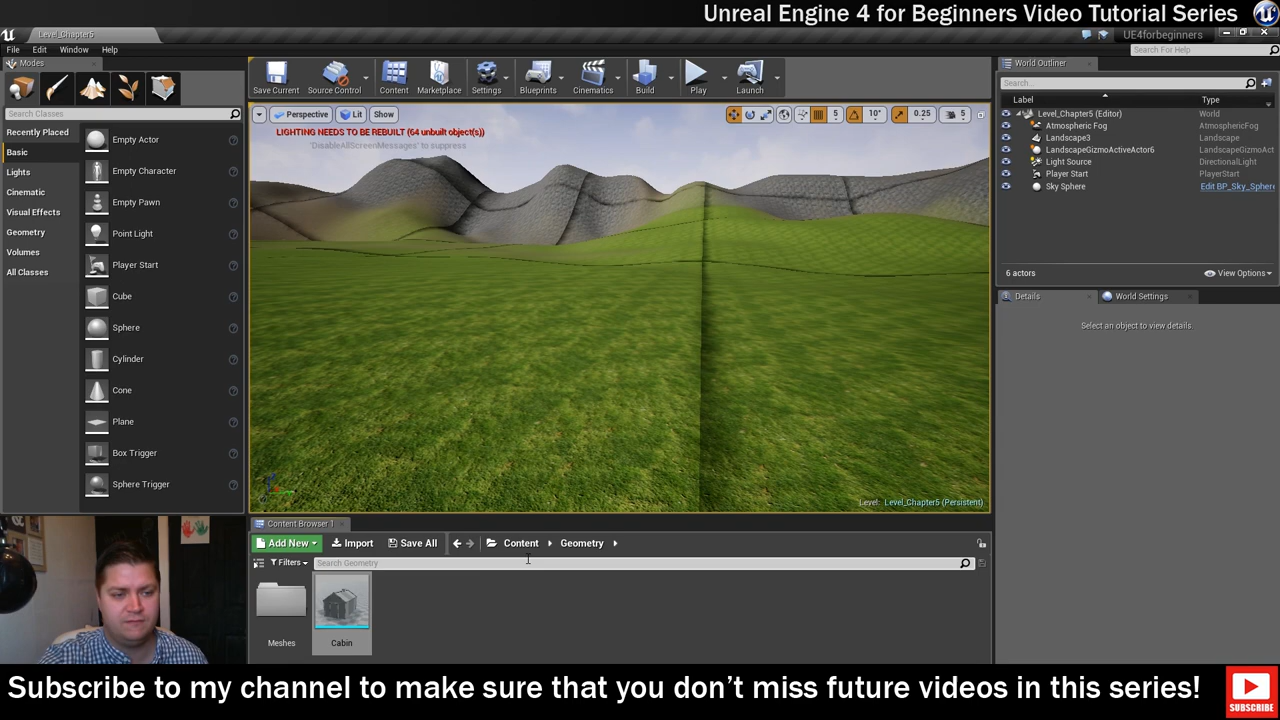 Unreal Engine 4 for Beginners Video Tutorial Series
Level_Chapter5
UE4forbeginners
File Edit Window Help
Search For Help
Modes
Search Classes
Recently Placed
Basic
Lights
Cinematic
Visual Effects
Geometry
Volumes
All Classes
Empty Actor
Empty Character
Empty Pawn
Point Light
Player Start
Cube
Sphere
Cylinder
Cone
Plane
Box Trigger
Sphere Trigger
Save Current Source Control Content Marketplace Settings Blueprints Cinematics Build Play Launch
Perspective Lit Show
5 10° 0.25 5
LIGHTING NEEDS TO BE REBUILT (64 unbuilt object(s))
'DisableAllScreenMessages' to suppress
Level: Level_Chapter5 (Persistent)
World Outliner
Search...
Label Type
Level_Chapter5 (Editor) World
Atmospheric Fog AtmosphericFog
Landscape3 Landscape
LandscapeGizmoActiveActor6 LandscapeGizmoAct
Light Source DirectionalLight
Player Start PlayerStart
Sky Sphere Edit BP_Sky_Sphere
6 actors View Options
Details World Settings
Select an object to view details.
Content Browser 1
Add New Import Save All Content Geometry
Filters Search Geometry
Meshes Cabin
Subscribe to my channel to make sure that you don't miss future videos in this series!
SUBSCRIBE